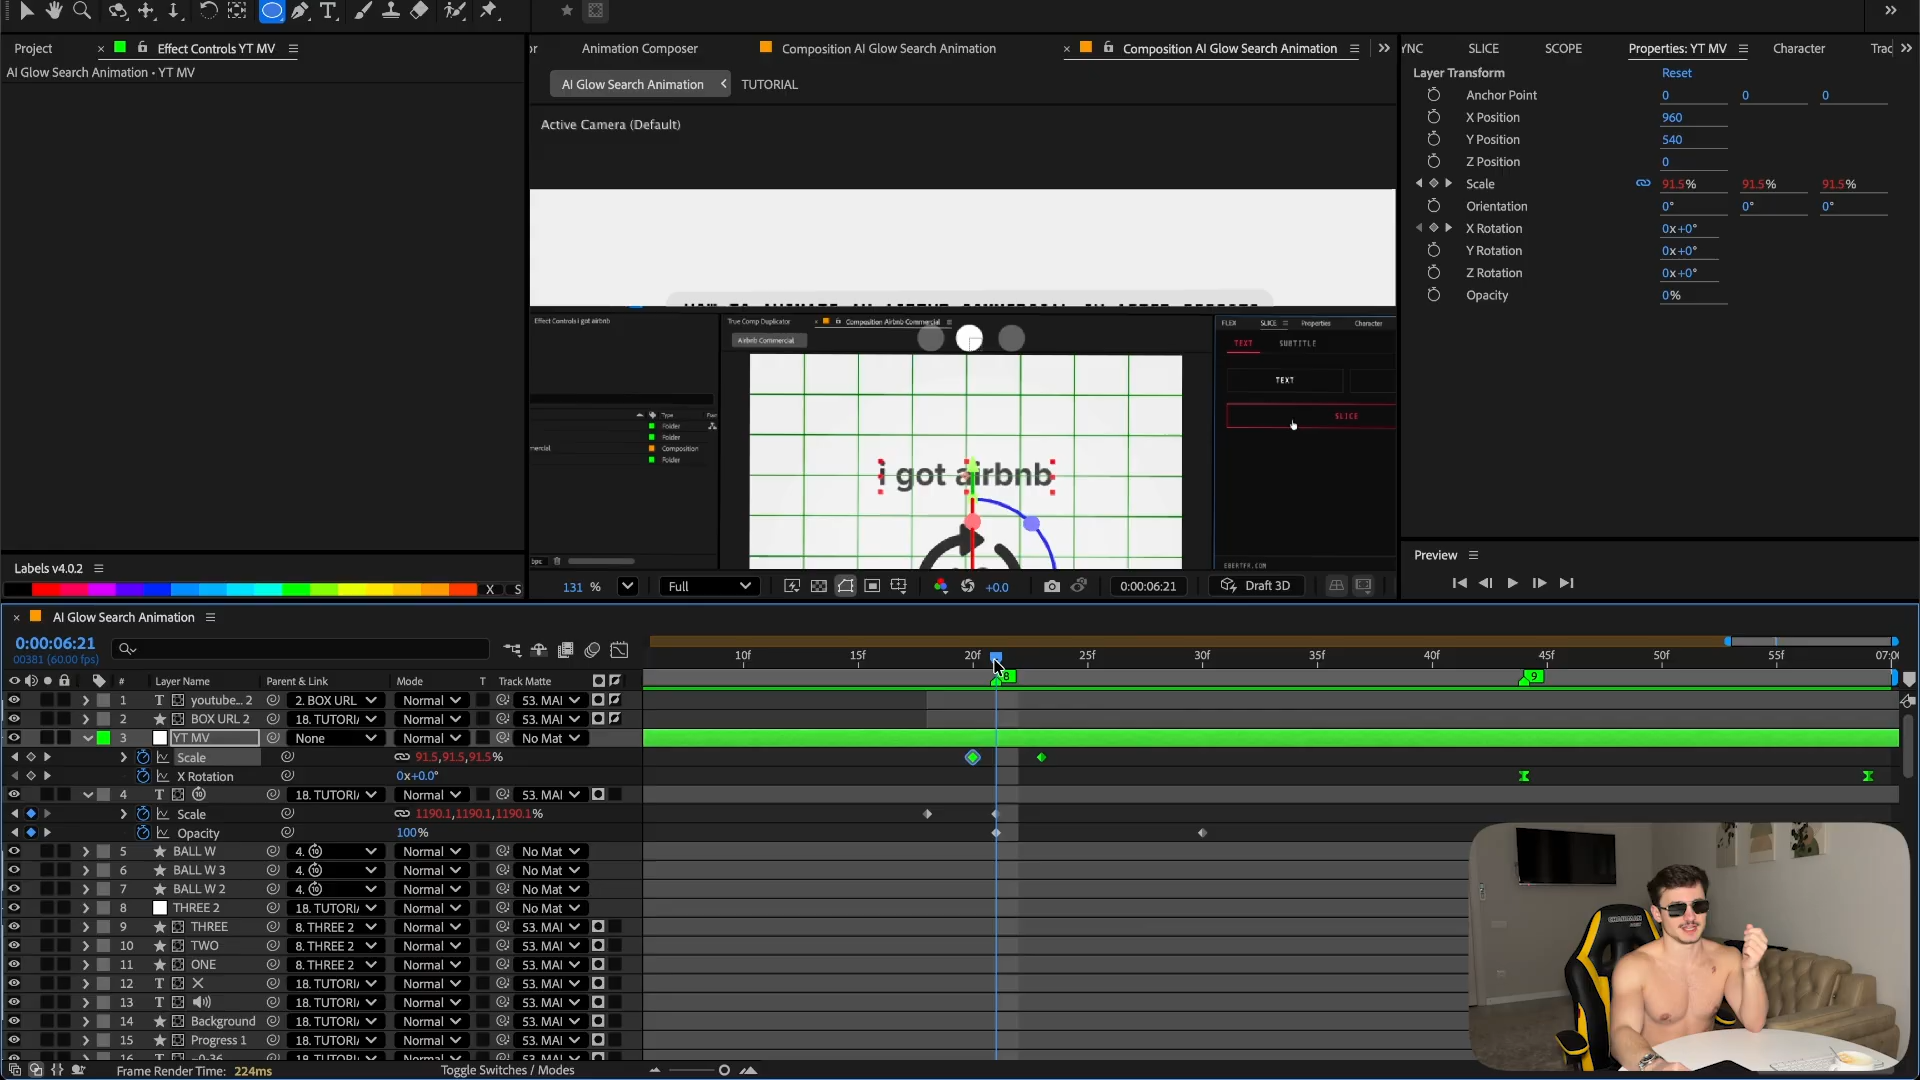 Project × Effect Controls YT MV
AI Glow Search Animation • YT MV
or Animation Composer Composition AI Glow Search Animation × Composition AI Glow Search Animation
AI Glow Search Animation TUTORIAL
Active Camera (Default)
Effect Controls i got airbnb
True Comp Duplicator × Composition Airbnb Commercial
Airbnb Commercial
Type
Folder
Folder
mercial Composition
Folder
i got airbnb
FLEX SLICE Properties Character
TEXT SUBTITLE
TEXT
SLICE
EBERTFX.COM
bpc
131 % Full +0.0 0:00:06:21 Draft 3D
YNC SLICE SCOPE Properties: YT MV Character Trac
Layer Transform Reset
Anchor Point 0 0 0
X Position 960
Y Position 540
Z Position 0
Scale 91.5% 91.5% 91.5%
Orientation 0° 0° 0°
X Rotation 0x+0°
Y Rotation 0x+0°
Z Rotation 0x+0°
Opacity 0%
Preview
Labels v4.0.2
X S
× AI Glow Search Animation
0:00:06:21
00381 (60.00 fps)
10f 15f 20f 25f 30f 35f 40f 45f 50f 55f 07:0
8 9
# Layer Name Parent & Link Mode T Track Matte
1 T youtube... 2 2. BOX URL Normal 53. MAI
2 BOX URL 2 18. TUTORI Normal 53. MAI
3 YT MV None Normal No Mat
Scale 91.5,91.5,91.5%
X Rotation 0x+0.0°
4 T 10 18. TUTORI Normal 53. MAI
Scale 1190.1,1190.1,1190.1%
Opacity 100%
5 BALL W 4. 10 Normal No Mat
6 BALL W 3 4. 10 Normal No Mat
7 BALL W 2 4. 10 Normal No Mat
8 THREE 2 18. TUTORI Normal No Mat
9 THREE 8. THREE 2 Normal 53. MAI
10 TWO 8. THREE 2 Normal 53. MAI
11 ONE 8. THREE 2 Normal 53. MAI
12 T 18. TUTORI Normal 53. MAI
13 T 18. TUTORI Normal 53. MAI
14 Background 18. TUTORI Normal 53. MAI
15 Progress 1 18. TUTORI Normal 53. MAI
16 T -0-36 18. TUTORI Normal 53. MAI
Frame Render Time: 224ms Toggle Switches / Modes